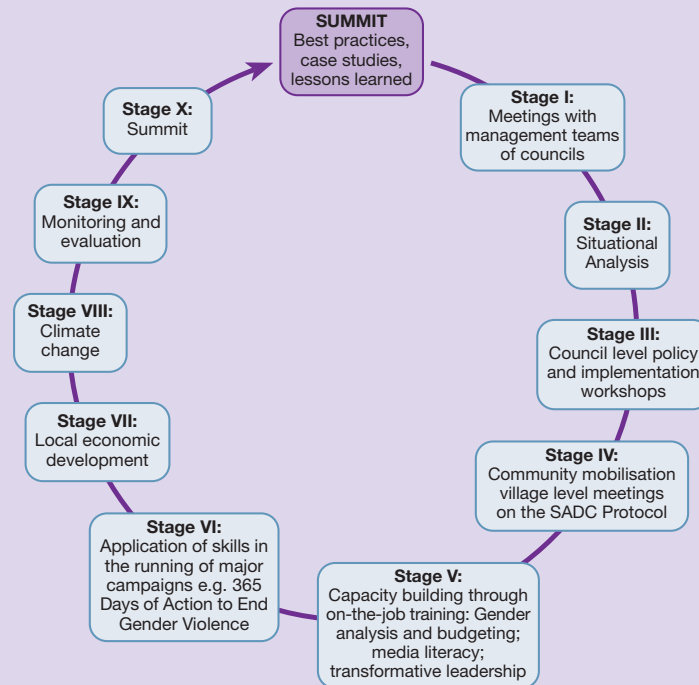 SUMMIT
Best practices,
case studies,
lessons learned
Stage I:
Meetings with
management teams
of councils
Stage II:
Situational
Analysis
Stage III:
Council level policy
and implementation
workshops
Stage IV:
Community mobilisation
village level meetings
on the SADC Protocol
Stage V:
Capacity building through
on-the-job training: Gender
analysis and budgeting;
media literacy;
transformative leadership
Stage VI:
Application of skills in
the running of major
campaigns e.g. 365
Days of Action to End
Gender Violence
Stage VII:
Local economic
development
Stage VIII:
Climate
change
Stage IX:
Monitoring and
evaluation
Stage X:
Summit